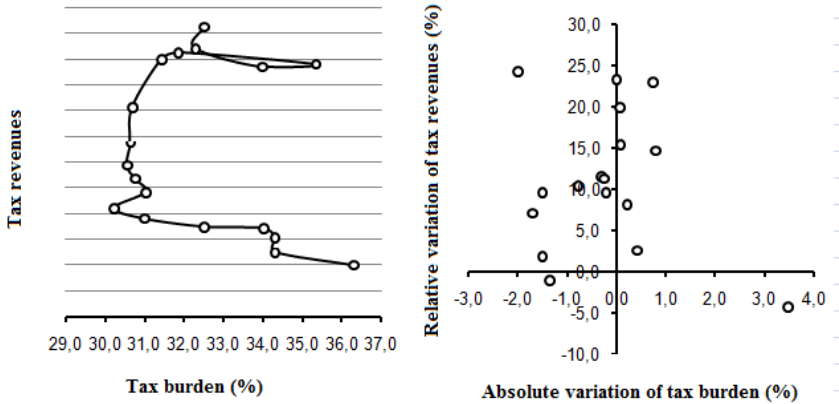 Tax revenues
29,0 30,0 31,0 32,0 33,0 34,0 35,0 36,0 37,0
Tax burden (%)
Relative variation of tax revenues (%)
30,0
25,0
20,0
15,0
10,0
5,0
0,0
-5,0
-10,0
-3,0 -2,0 -1,0 0,0 1,0 2,0 3,0 4,0
Absolute variation of tax burden (%)